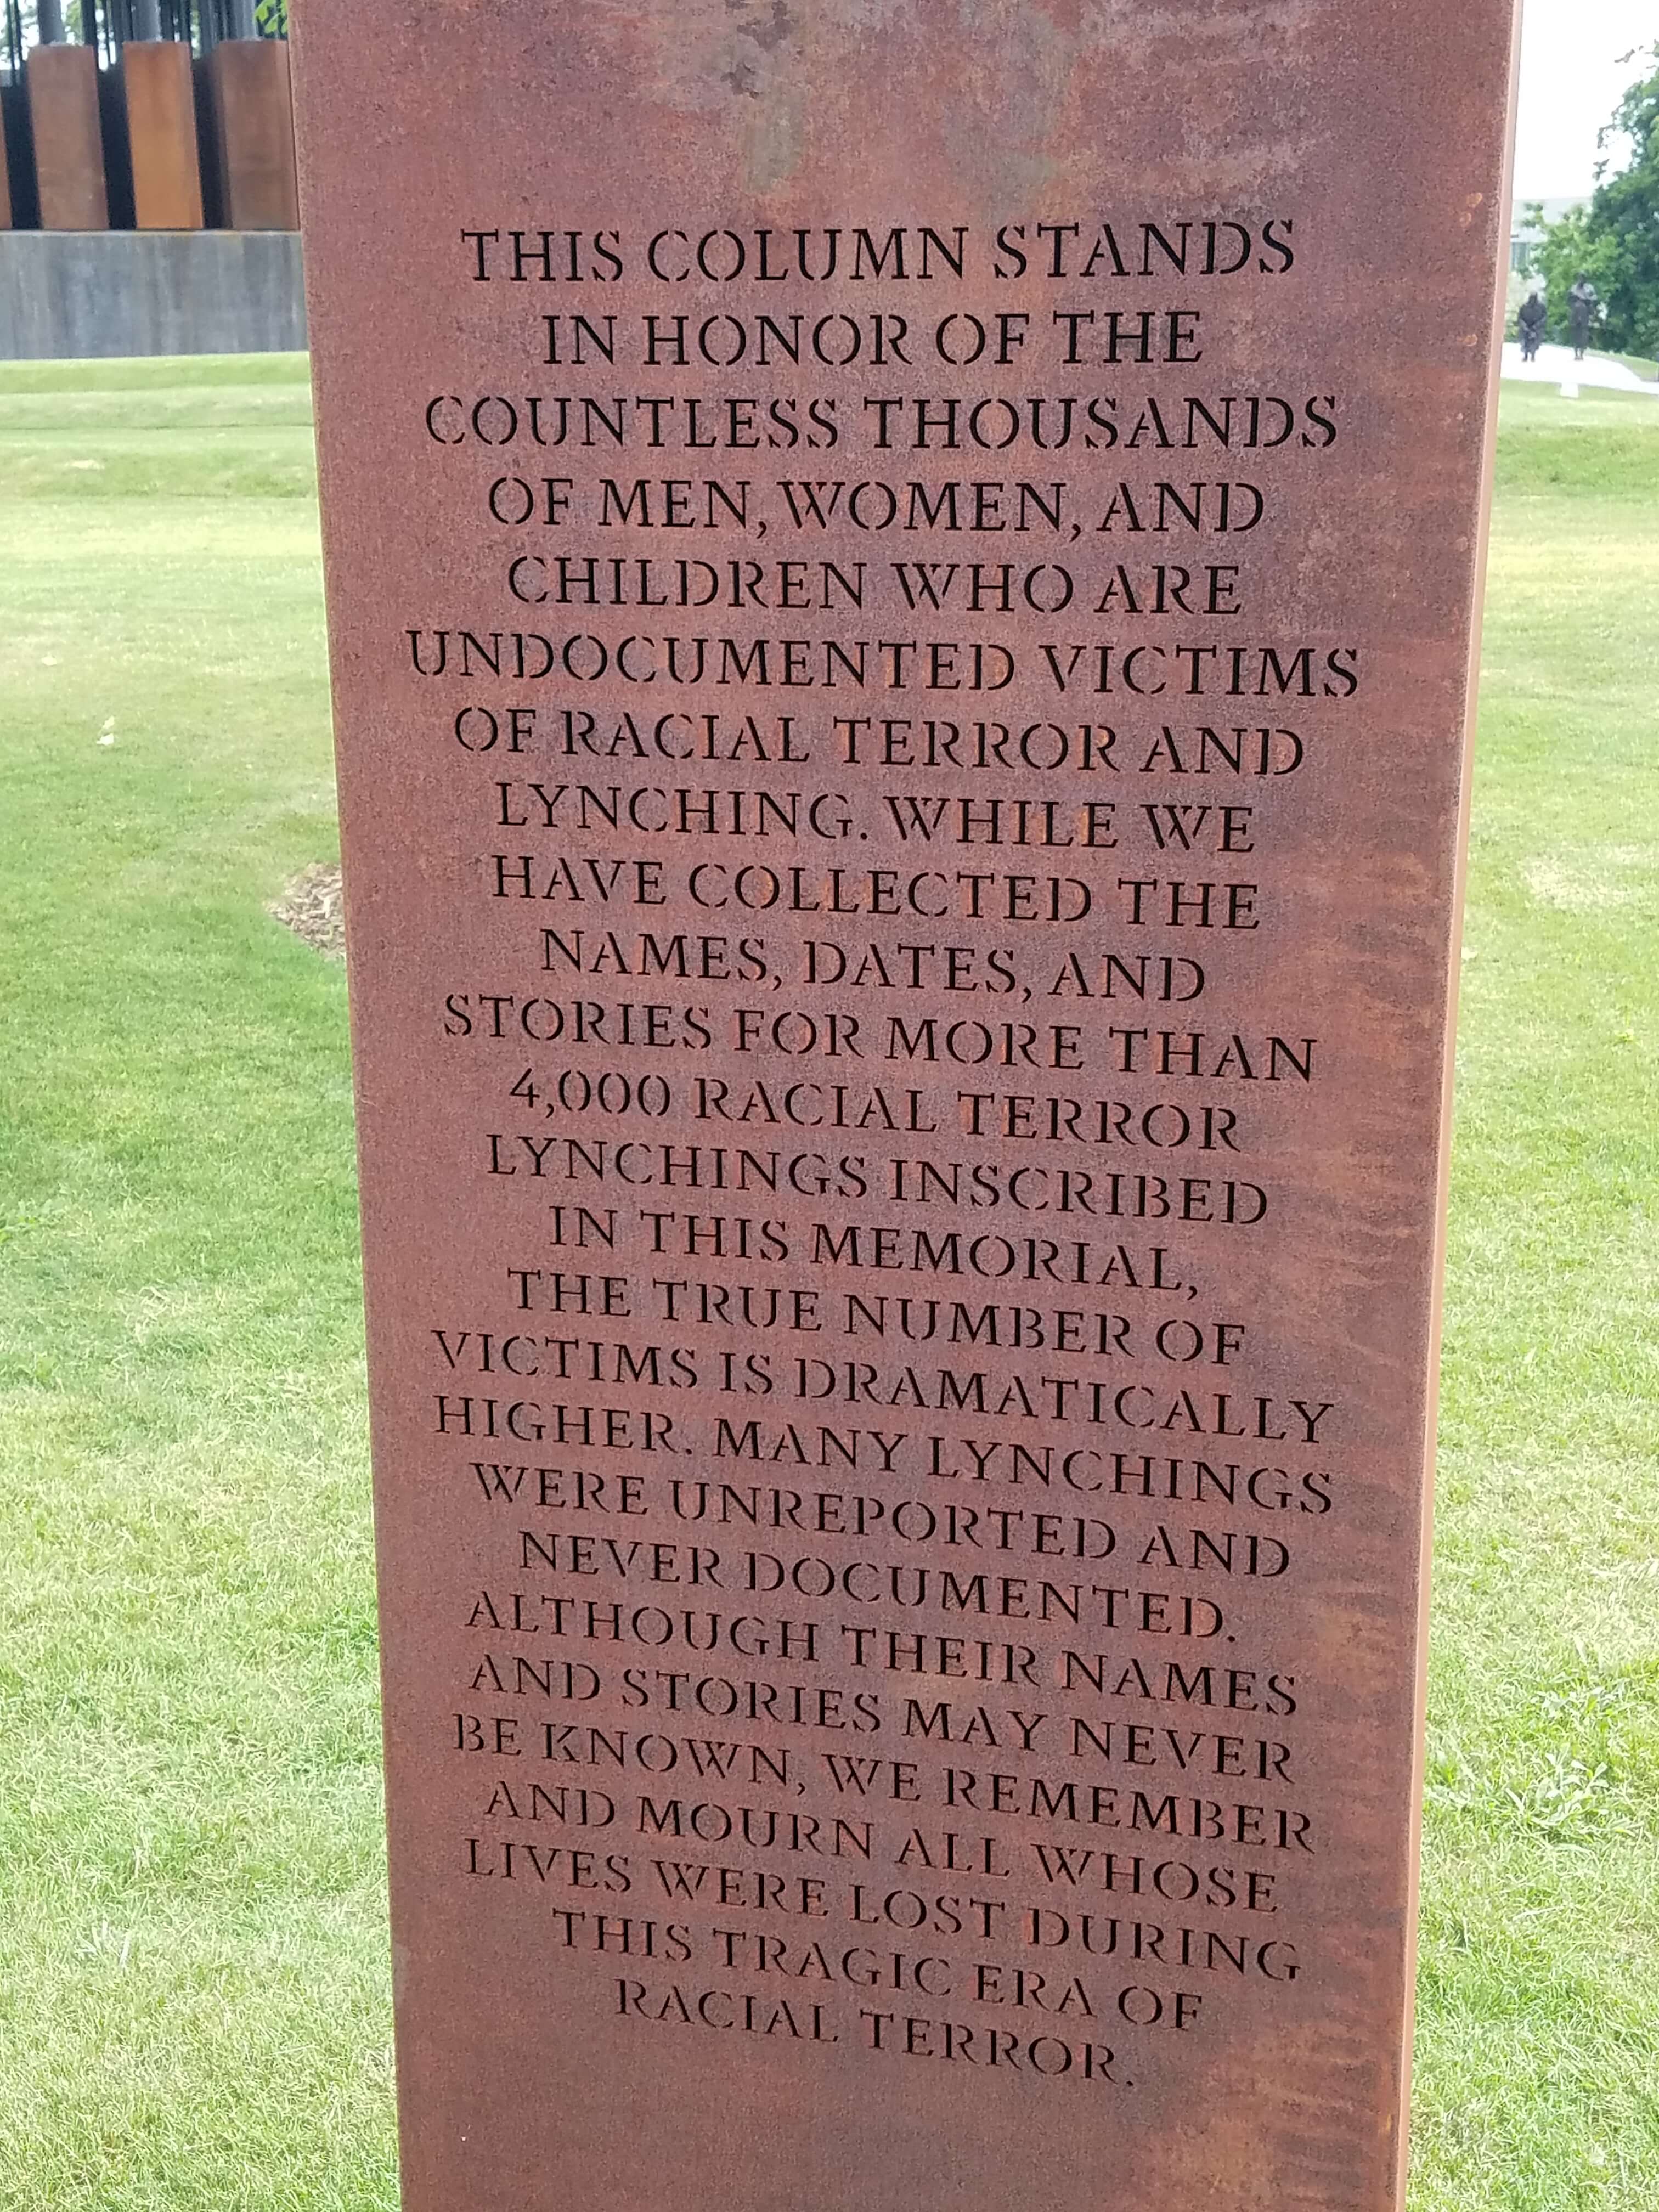 THIS COLUMN STANDS
IN HONOR OF THE
COUNTLESS THOUSANDS
OF MEN, WOMEN, AND
CHILDREN WHO ARE
UNDOCUMENTED VICTIMS
OF RACIAL TERROR AND
LYNCHING. WHILE WE
HAVE COLLECTED THE
NAMES, DATES, AND
STORIES FOR MORE THAN
4,000 RACIAL TERROR
LYNCHINGS INSCRIBED
IN THIS MEMORIAL,
THE TRUE NUMBER OF
VICTIMS IS DRAMATICALLY
HIGHER. MANY LYNCHINGS
WERE UNREPORTED AND
NEVER DOCUMENTED.
ALTHOUGH THEIR NAMES
AND STORIES MAY NEVER
BE KNOWN, WE REMEMBER
AND MOURN ALL WHOSE
LIVES WERE LOST DURING
THIS TRAGIC ERA OF
RACIAL TERROR.